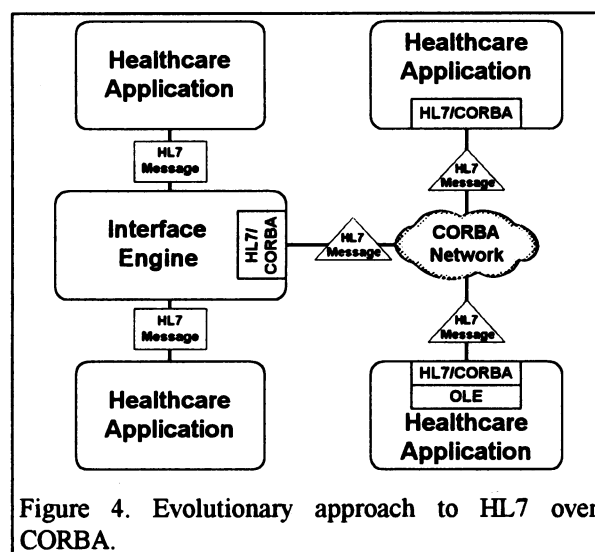 Healthcare
Application
Healthcare
Application
HL7/CORBA
HL7
Message
HL7
Message
Interface
Engine
HL7/
CORBA
HL7
Message
CORBA
Network
HL7
Message
HL7
Message
Healthcare
Application
HL7/CORBA
OLE
Healthcare
Application
Figure 4. Evolutionary approach to HL7 over
CORBA.